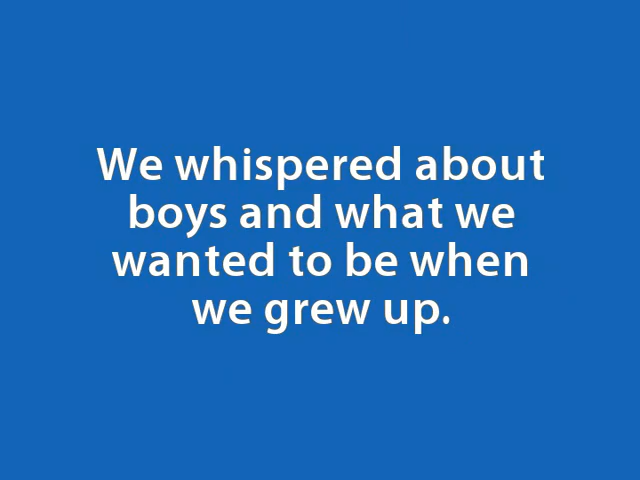 We whispered about
boys and what we
wanted to be when
we grew up.